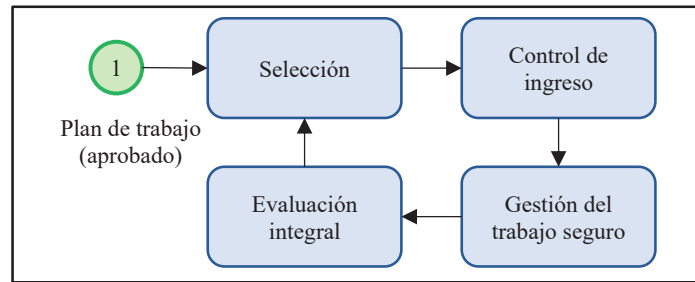 1
Plan de trabajo
(aprobado)
Selección
Control de
ingreso
Evaluación
integral
Gestión del
trabajo seguro